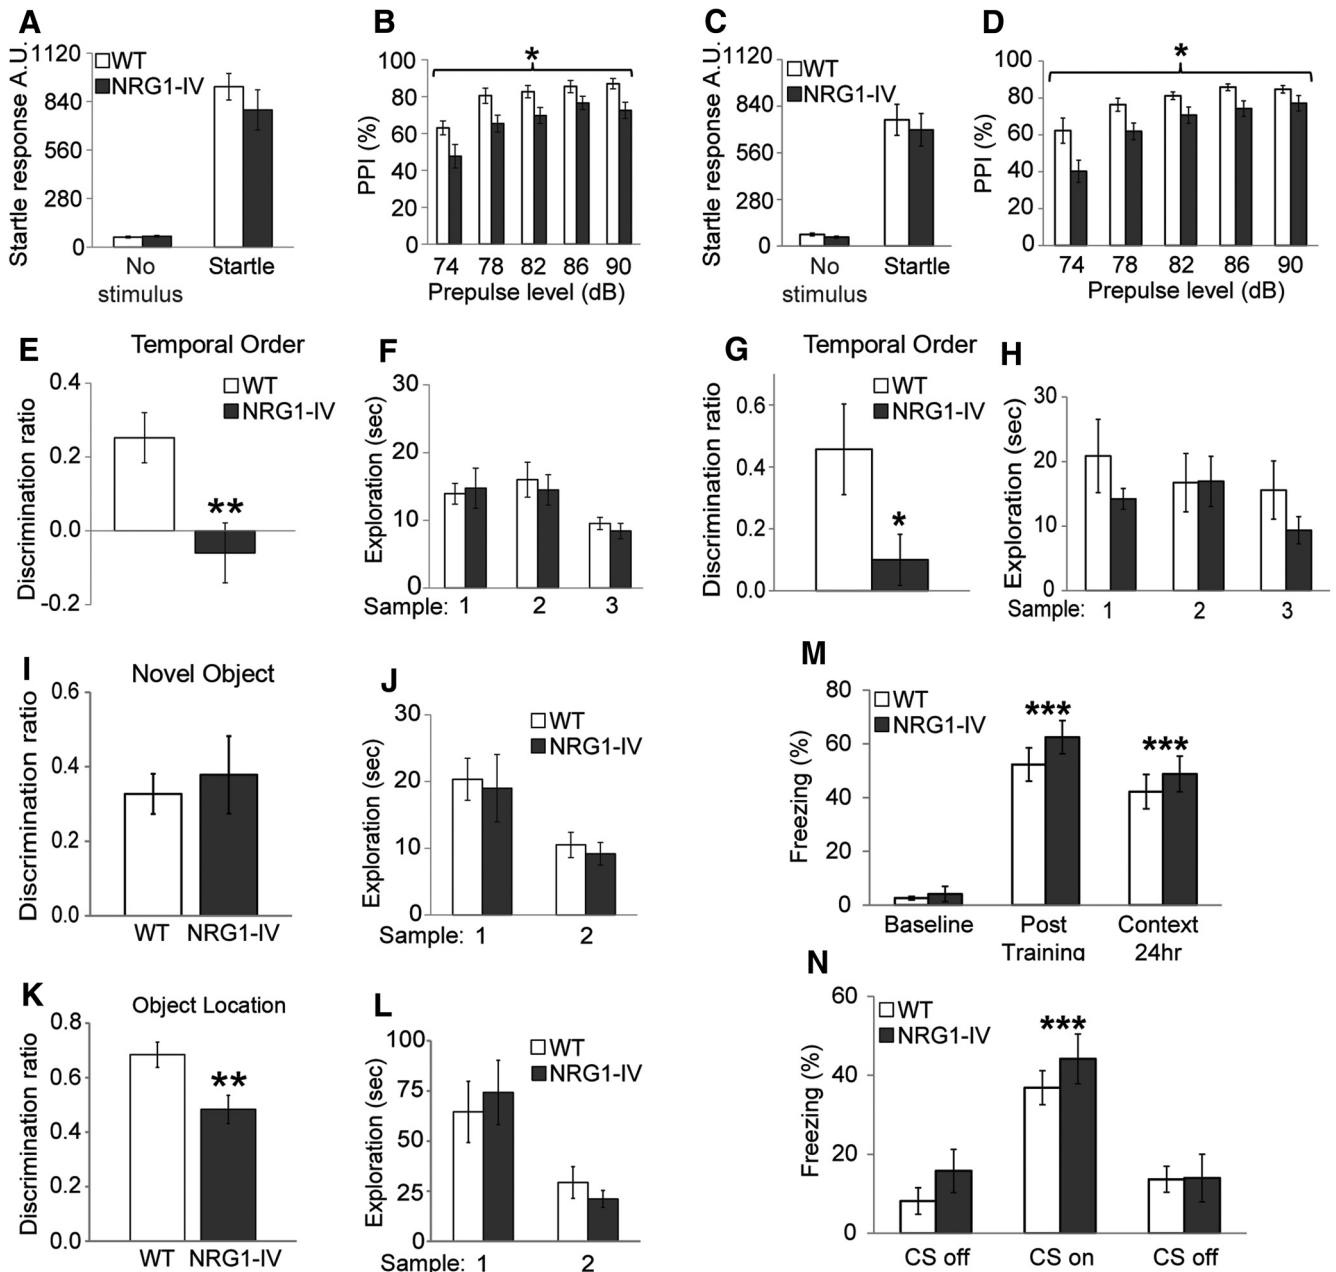 A
Startle response A.U.
1120
840
560
280
0
WT
NRG1-IV
No
stimulus
Startle
B
PPI (%)
100
80
60
40
20
0
*
74 78 82 86 90
Prepulse level (dB)
C
Startle response A.U.
1120
840
560
280
0
WT
NRG1-IV
No
stimulus
Startle
D
PPI (%)
100
80
60
40
20
0
*
74 78 82 86 90
Prepulse level (dB)
E
Temporal Order
Discrimination ratio
0.4
0.2
0.0
-0.2
WT
NRG1-IV
**
F
Exploration (sec)
30
20
10
0
Sample: 1 2 3
G
Temporal Order
Discrimination ratio
0.6
0.4
0.2
0.0
WT
NRG1-IV
*
H
Exploration (sec)
30
20
10
0
Sample: 1 2 3
I
Novel Object
Discrimination ratio
0.6
0.4
0.2
0.0
WT NRG1-IV
J
Exploration (sec)
30
20
10
0
WT
NRG1-IV
Sample: 1 2
K
Object Location
Discrimination ratio
0.8
0.6
0.4
0.2
0.0
**
WT NRG1-IV
L
Exploration (sec)
100
75
50
25
0
WT
NRG1-IV
Sample: 1 2
M
Freezing (%)
80
60
40
20
0
WT
NRG1-IV
***
***
Baseline
Post
Training
Context
24hr
N
Freezing (%)
60
40
20
0
WT
NRG1-IV
***
CS off CS on CS off